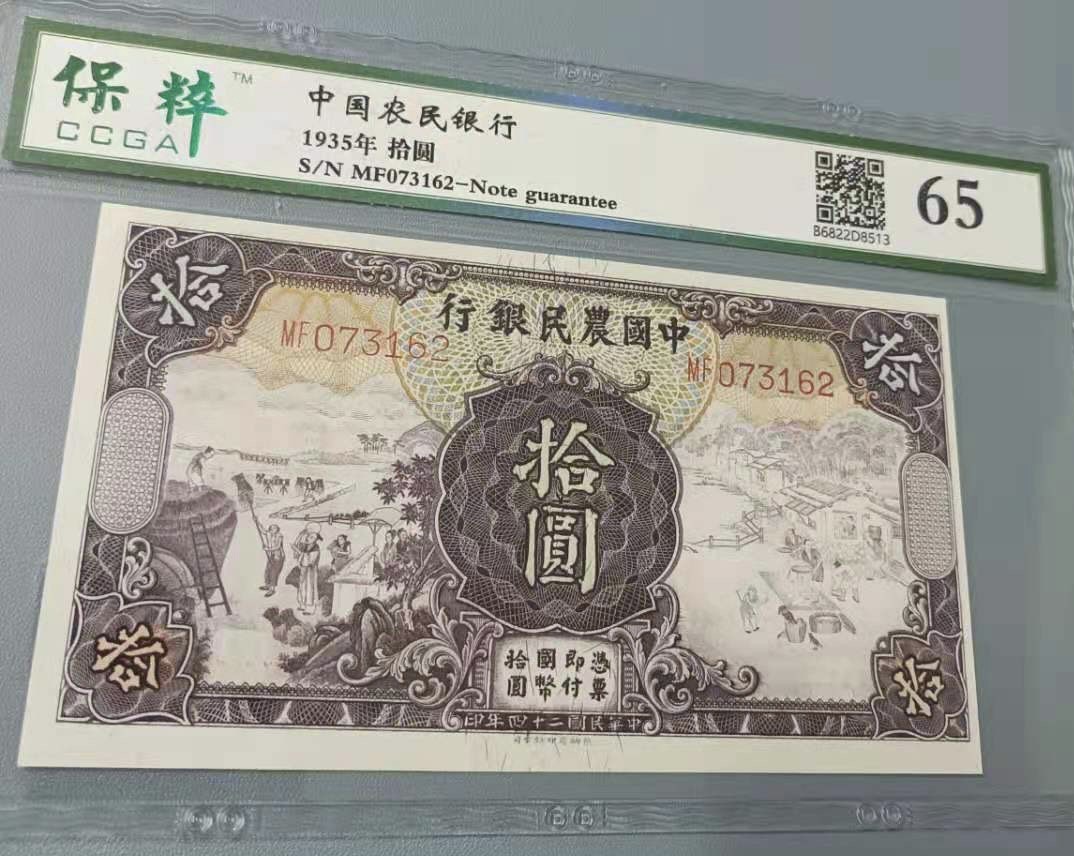 保粹™
CCGA
中国农民银行
1935年 拾圆
S/N MF073162-Note guarantee
B6822D8513
65
拾
拾
行銀民農國中
MF073162
MF073162
拾圓
拾
拾
憑票
即付
國幣
拾圓
印年四十二國民華中